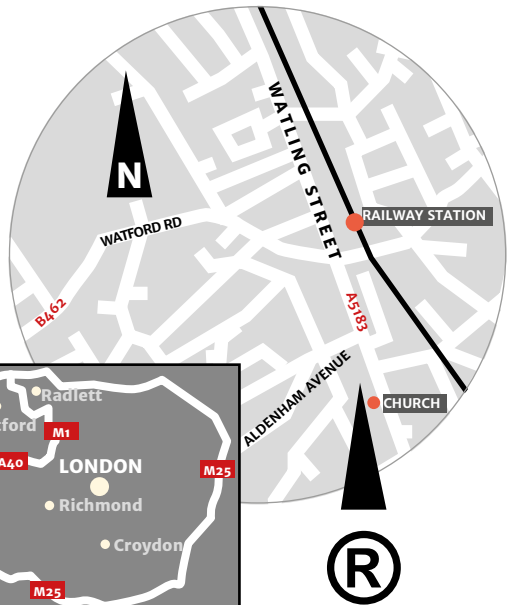 WATLING STREET
N
RAILWAY STATION
WATFORD RD
B462
A5183
ALDENHAM AVENUE
CHURCH
Radlett
tford
M1
A40
LONDON
M25
Richmond
Croydon
M25
R